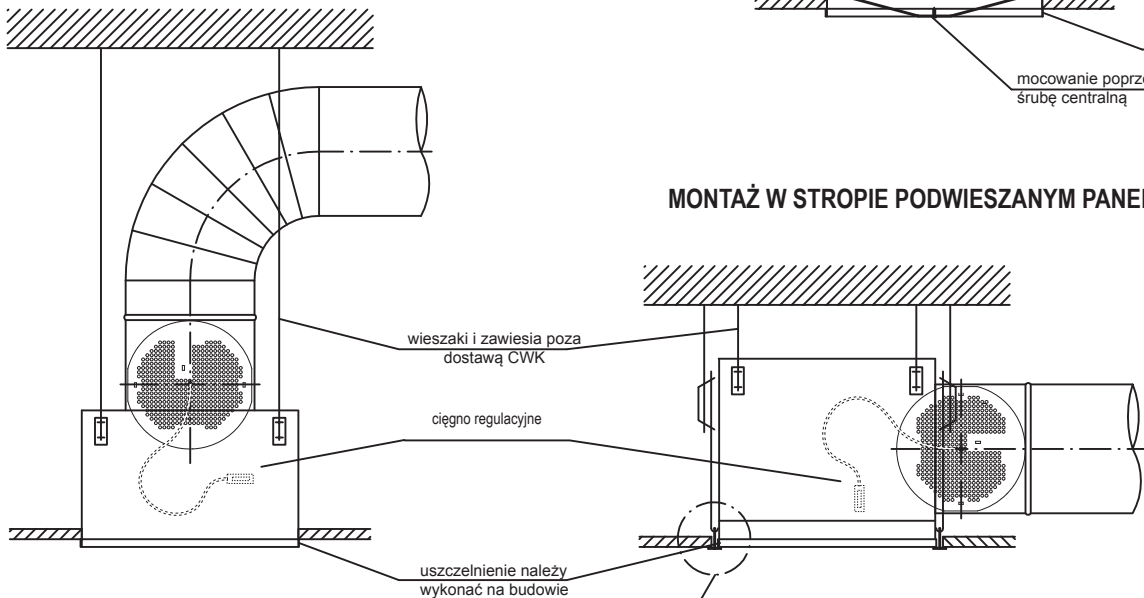 mocowanie poprze
śrubę centralną
MONTAŻ W STROPIE PODWIESZANYM PANEL
wieszaki i zawiesia poza
dostawą CWK
cięgno regulacyjne
uszczelnienie należy
wykonać na budowie